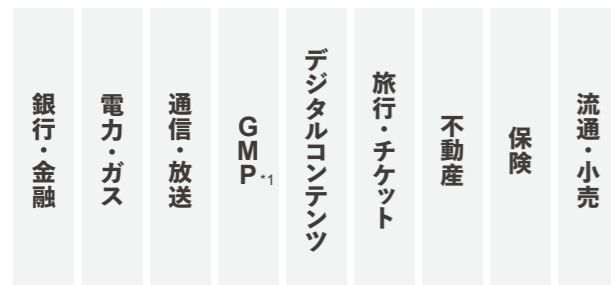 銀行・金融
電力・ガス
通信・放送
GMP*1
デジタルコンテンツ
旅行・チケット
不動産
保険
流通・小売